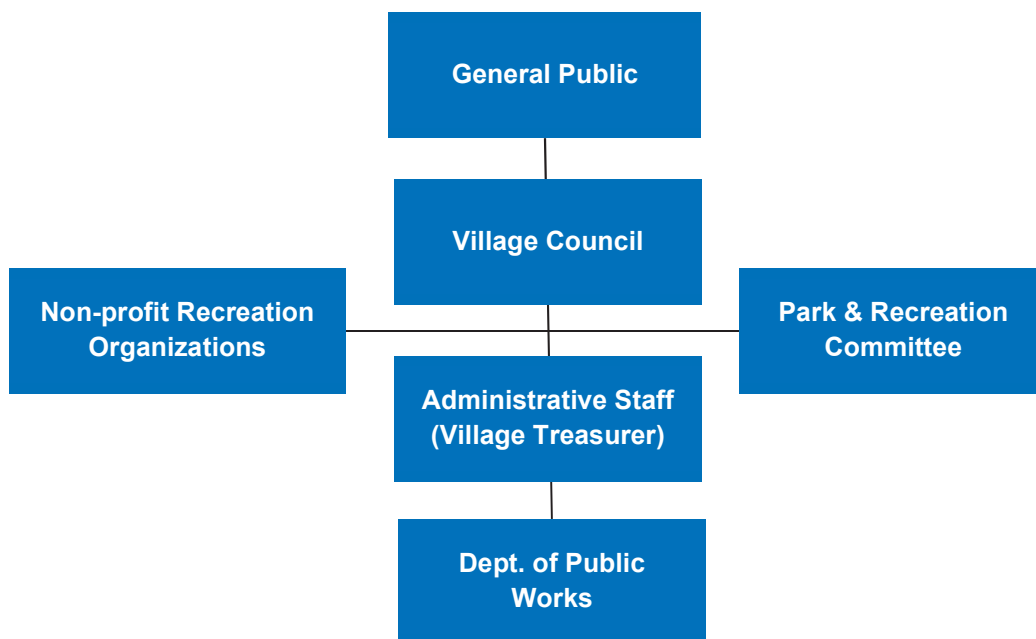 General Public
Village Council
Non-profit Recreation
Organizations
Park & Recreation
Committee
Administrative Staff
(Village Treasurer)
Dept. of Public
Works